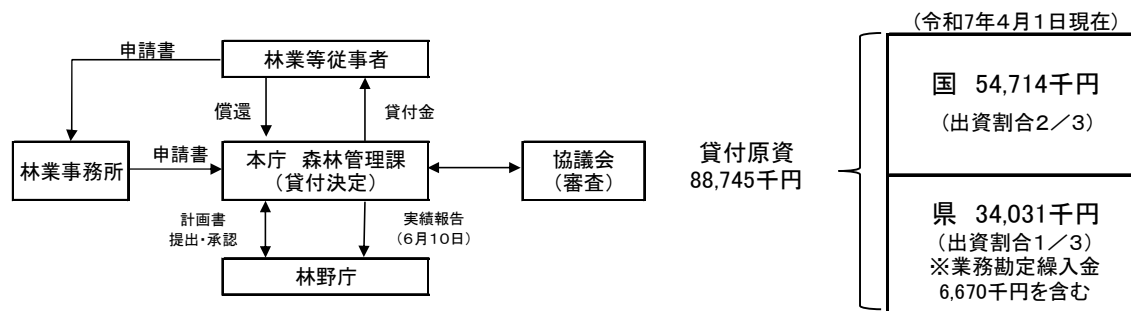 申請書
林業等従事者
償還
貸付金
林業事務所
申請書
本庁 森林管理課
(貸付決定)
協議会
(審査)
計画書
提出・承認
実績報告
(6月10日)
林野庁
貸付原資
88,745千円
(令和7年4月1日現在)
国 54,714千円
(出資割合2/3)
県 34,031千円
(出資割合1/3)
※業務勘定繰入金
6,670千円を含む